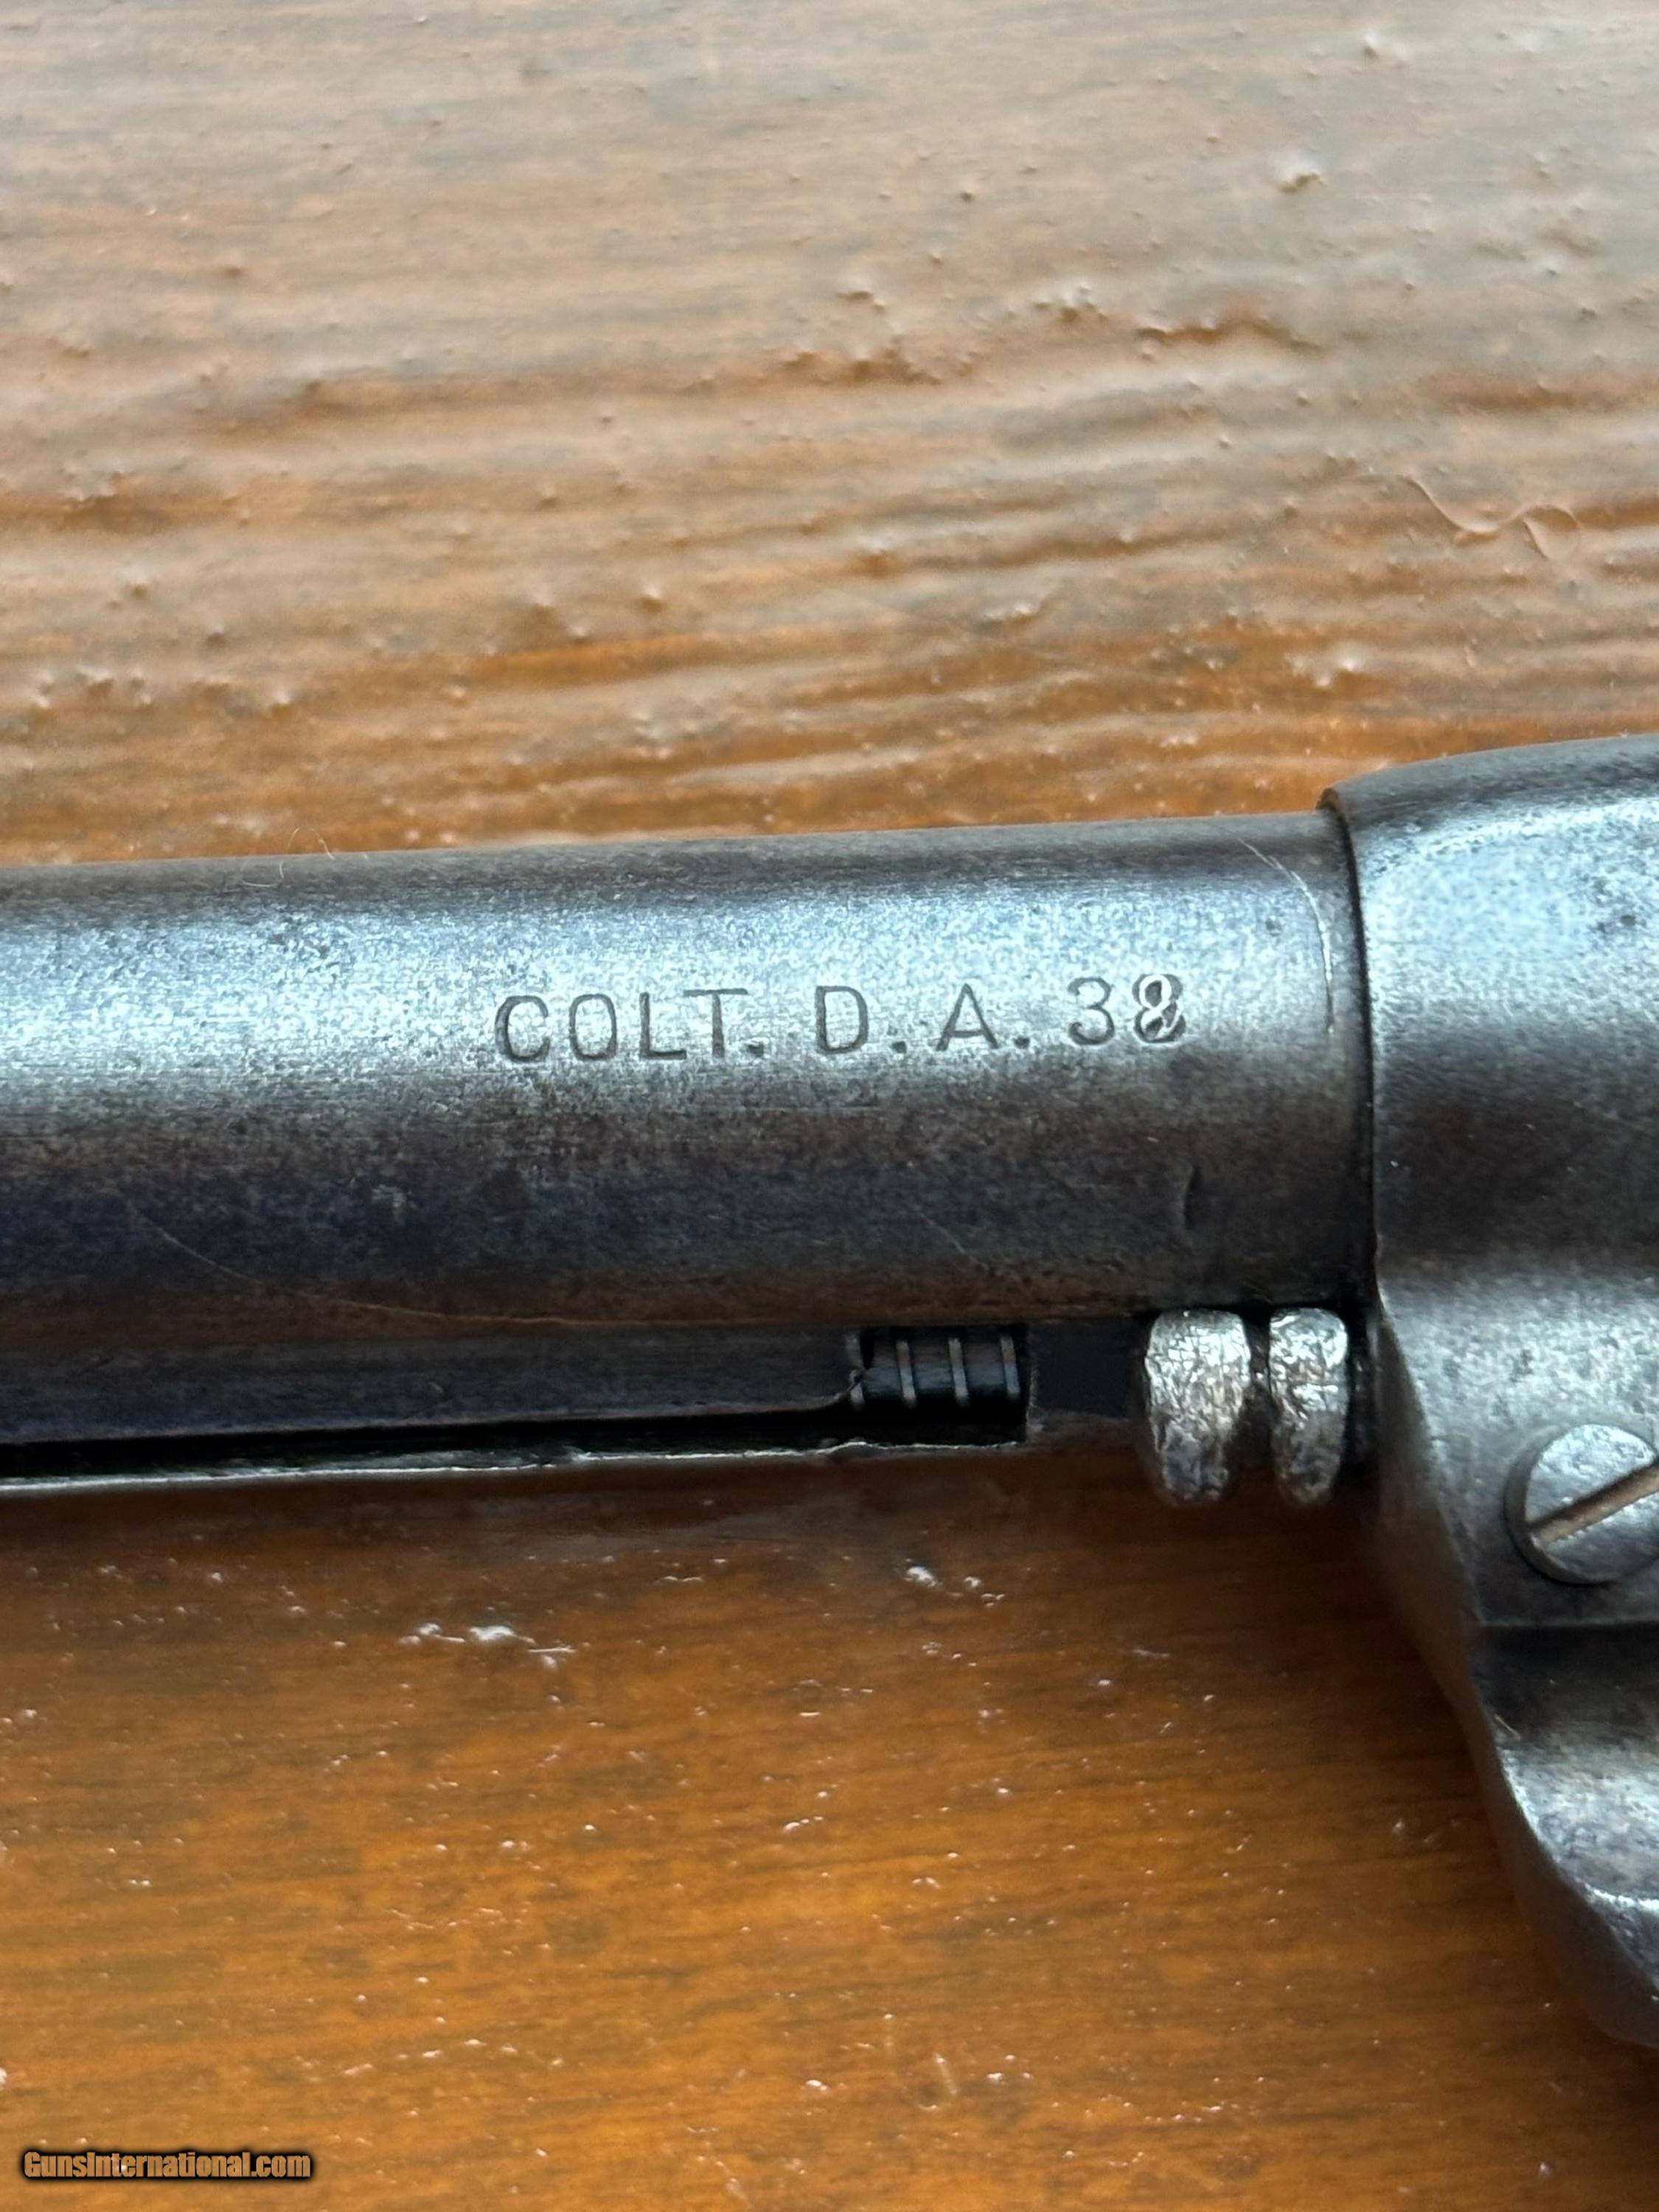 COLT. D. A. 38
GunsInternational.com